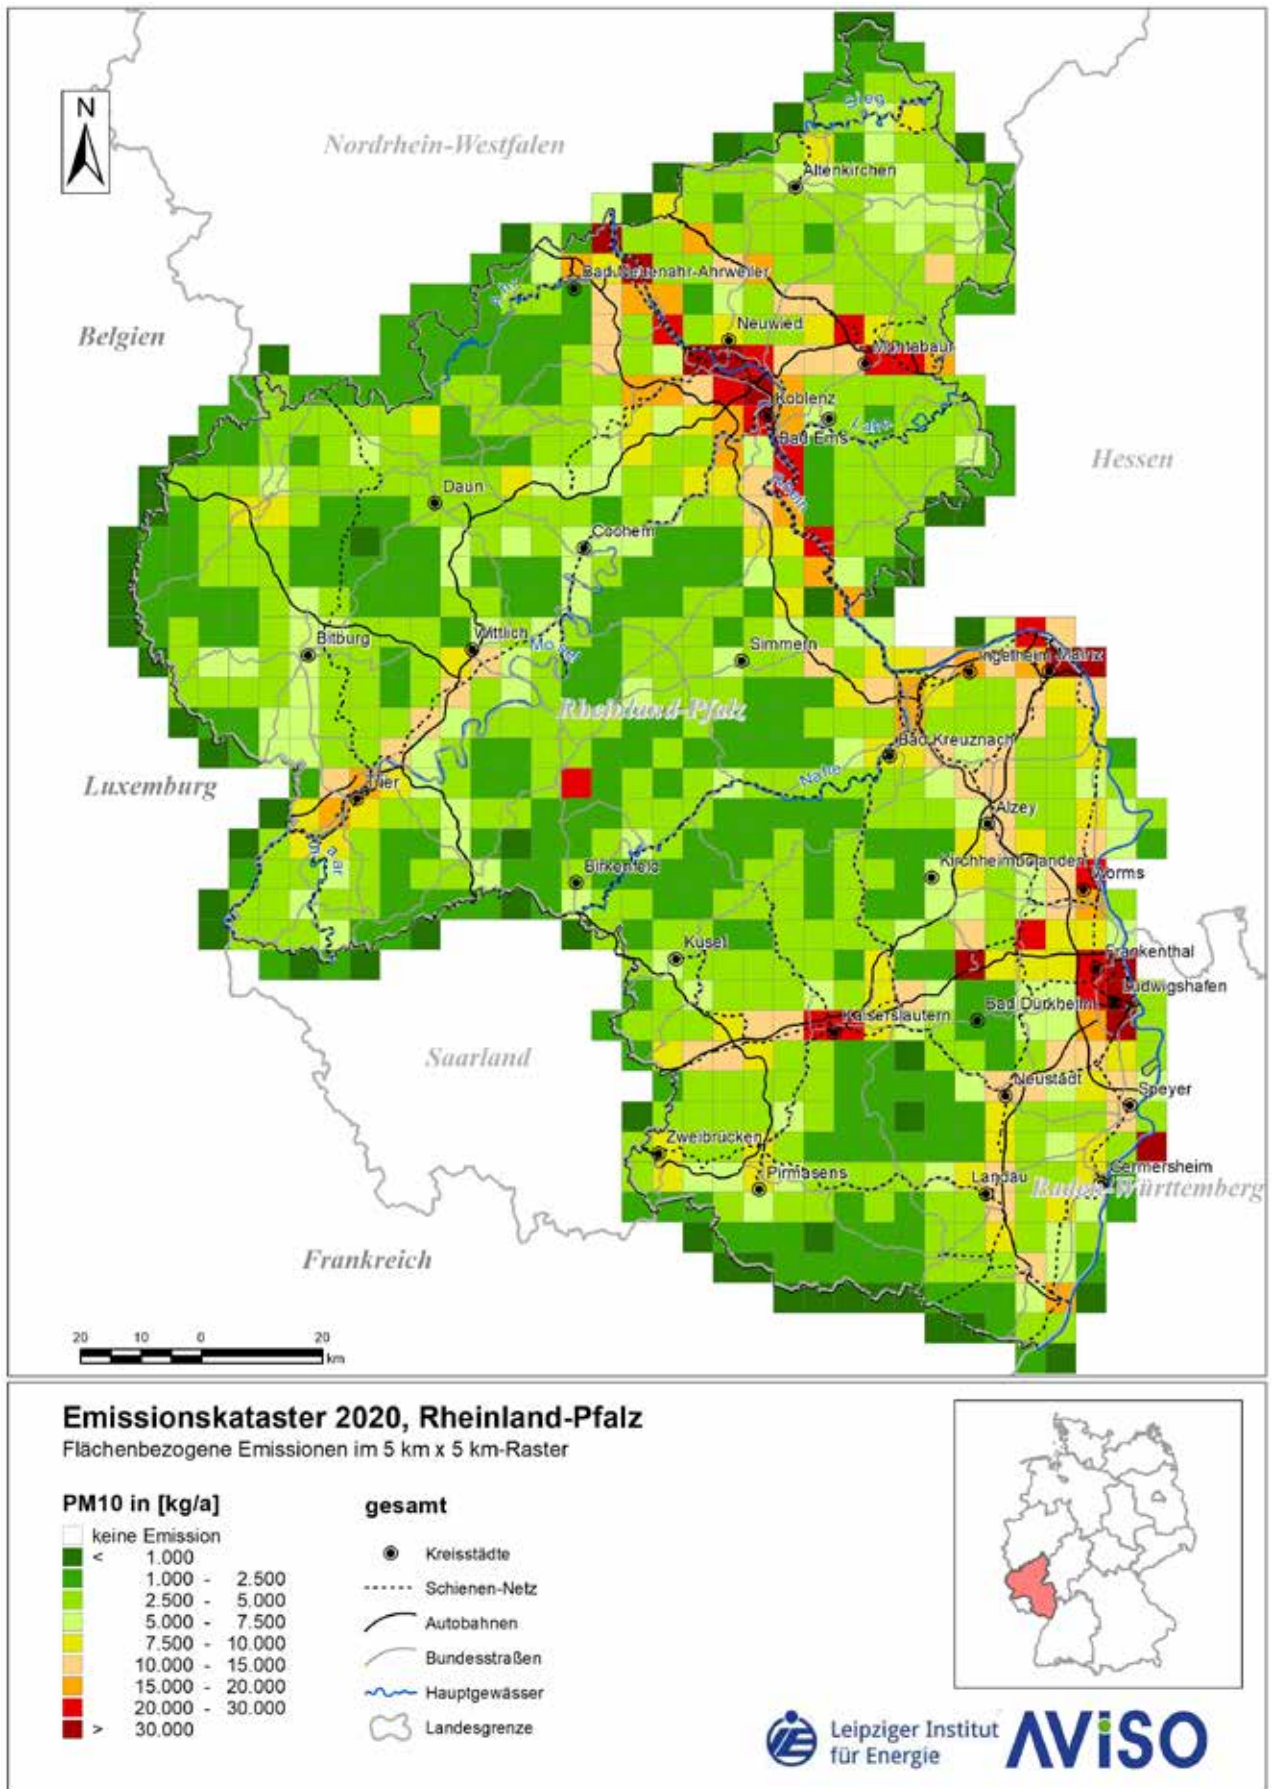 N
Nordrhein-Westfalen
Sieg
Altenkirchen
Bad Neuenahr-Ahrweiler
Ahr
Belgien
Neuwied
Montabaur
Koblenz
Lahn
Bad Ems
Hessen
Rhein
Daun
Cochem
Bitburg
Wittlich
Mosel
Simmern
Ingelheim
Mainz
Rheinland-Pfalz
Bad Kreuznach
Nahe
Luxemburg
Trier
Alzey
Saar
Birkenfeld
Kirchheimbolanden
Worms
Kusel
Frankenthal
Ludwigshafen
Bad Dürkheim
Kaiserslautern
Saarland
Neustadt
Speyer
Zweibrücken
Pirmasens
Germersheim
Landau
Baden-Württemberg
Frankreich
20 10 0 20
km
Emissionskataster 2020, Rheinland-Pfalz
Flächenbezogene Emissionen im 5 km x 5 km-Raster
PM10 in [kg/a]
keine Emission
< 1.000
1.000 - 2.500
2.500 - 5.000
5.000 - 7.500
7.500 - 10.000
10.000 - 15.000
15.000 - 20.000
20.000 - 30.000
> 30.000
gesamt
Kreisstädte
Schienen-Netz
Autobahnen
Bundesstraßen
Hauptgewässer
Landesgrenze
Leipziger Institut
für Energie
AViSO